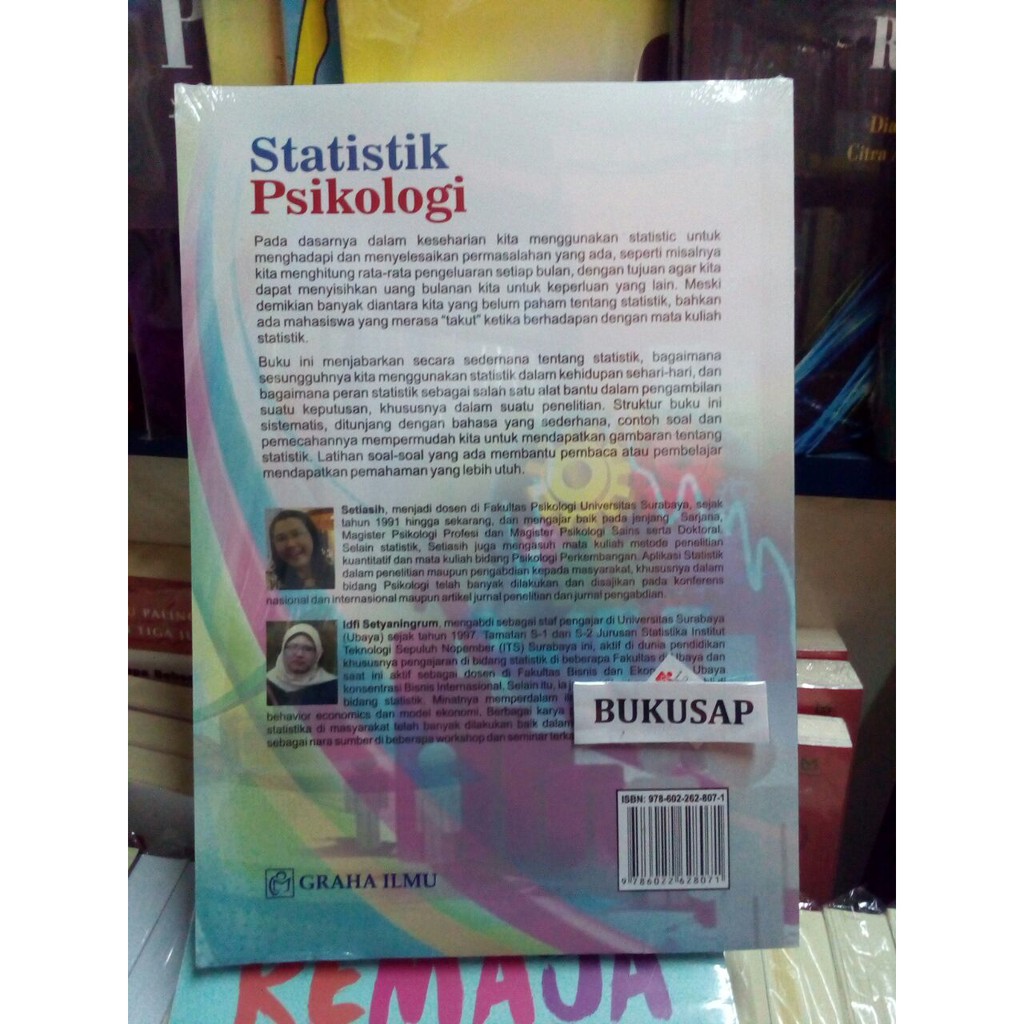 P
R
Dia
Citra
Statistik
Psikologi
Pada dasarnya dalam keseharian kita menggunakan statistic untuk
menghadapi dan menyelesaikan permasalahan yang ada, seperti misalnya
kita menghitung rata-rata pengeluaran setiap bulan, dengan tujuan agar kita
dapat menyisihkan uang bulanan kita untuk keperluan yang lain. Meski
demikian banyak diantara kita yang belum paham tentang statistik, bahkan
ada mahasiswa yang merasa "takut" ketika berhadapan dengan mata kuliah
statistik.
Buku ini menjabarkan secara sederhana tentang statistik, bagaimana
sesungguhnya kita menggunakan statistik dalam kehidupan sehari-hari, dan
bagaimana peran statistik sebagai salah satu alat bantu dalam pengambilan
suatu keputusan, khususnya dalam suatu penelitian. Struktur buku ini
sistematis, ditunjang dengan bahasa yang sederhana, contoh soal dan
pemecahannya mempermudah kita untuk mendapatkan gambaran tentang
statistik. Latihan soal-soal yang ada membantu pembaca atau pembelajar
mendapatkan pemahaman yang lebih utuh.
Setiasih, menjadi dosen di Fakultas Psikologi Universitas Surabaya, sejak
tahun 1991 hingga sekarang, dan mengajar baik pada jenjang Sarjana,
Magister Psikologi Profesi dan Magister Psikologi Sains serta Doktoral.
Selain statistik, Setiasih juga mengasuh mata kuliah metode penelitian
kuantitatif dan mata kuliah bidang Psikologi Perkembangan. Aplikasi Statistik
dalam penelitian maupun pengabdian kepada masyarakat, khususnya dalam
bidang Psikologi telah banyak dilakukan dan disajikan pada konferens
nasional dan internasional maupun artikel jurnal penelitian dan jurnal pengabdian.
Idfi Setyaningrum, mengabdi sebagai staf pengajar di Universitas Surabaya
(Ubaya) sejak tahun 1997. Tamatan S-1 dan S-2 Jurusan Statistika Institut
Teknologi Sepuluh Nopember (ITS) Surabaya ini, aktif di dunia pendidikan
khususnya pengajaran di bidang statistik di beberapa Fakultas di Ubaya dan
saat ini aktif sebagai dosen di Fakultas Bisnis dan Ubaya
konsentrasi Bisnis Internasional. Selain itu, ia
bidang statistik. Minatnya memperdalam
behavior economics dan model ekonomi. Berbagai karya
statistika di masyarakat telah banyak dilakukan baik dalam
sebagai nara sumber di beberapa workshop dan seminar
BUKUSAP
ISBN: 978-602-262-807-1
9 786022 628071
GRAHA ILMU
REMAJA